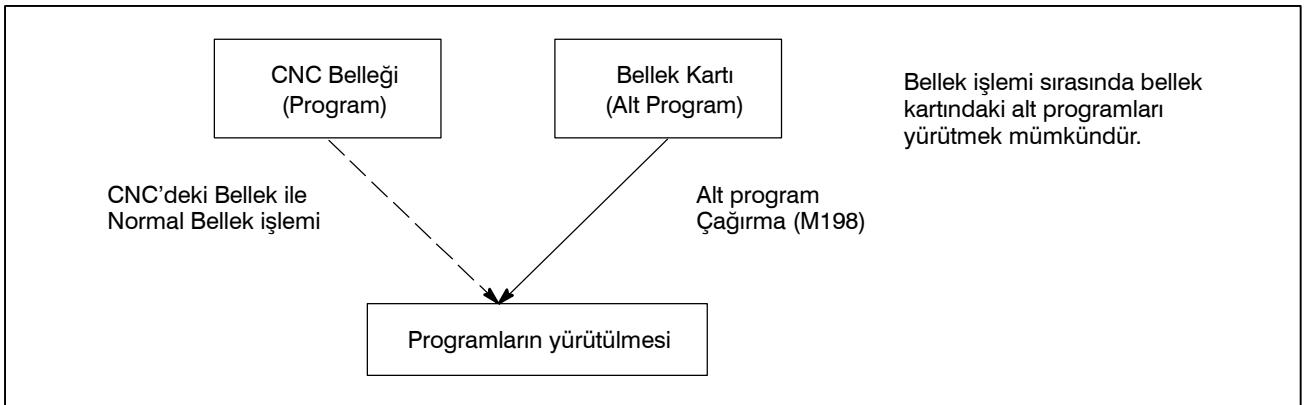 CNC Belleği
(Program)
Bellek Kartı
(Alt Program)
Bellek işlemi sırasında bellek
kartındaki alt programları
yürütmek mümkündür.
CNC’deki Bellek ile
Normal Bellek işlemi
Alt program
Çağırma (M198)
Programların yürütülmesi